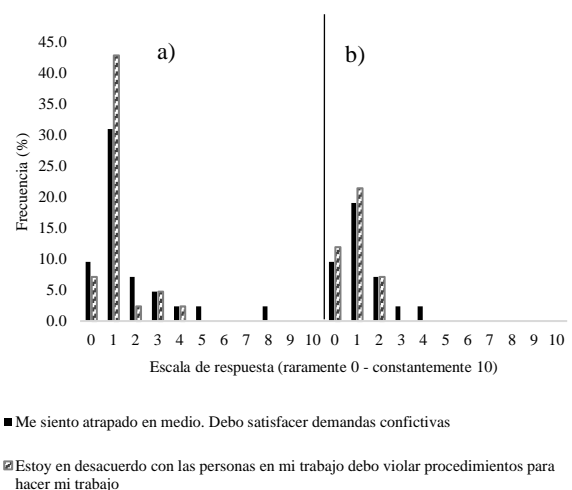 a)
b)
45.0
40.0
35.0
30.0
25.0
20.0
15.0
10.0
5.0
0.0
Frecuencia (%)
0 1 2 3 4 5 6 7 8 9 10 0 1 2 3 4 5 6 7 8 9 10
Escala de respuesta (raramente 0 - constantemente 10)
Me siento atrapado en medio. Debo satisfacer demandas confictivas
Estoy en desacuerdo con las personas en mi trabajo debo violar procedimientos para
hacer mi trabajo